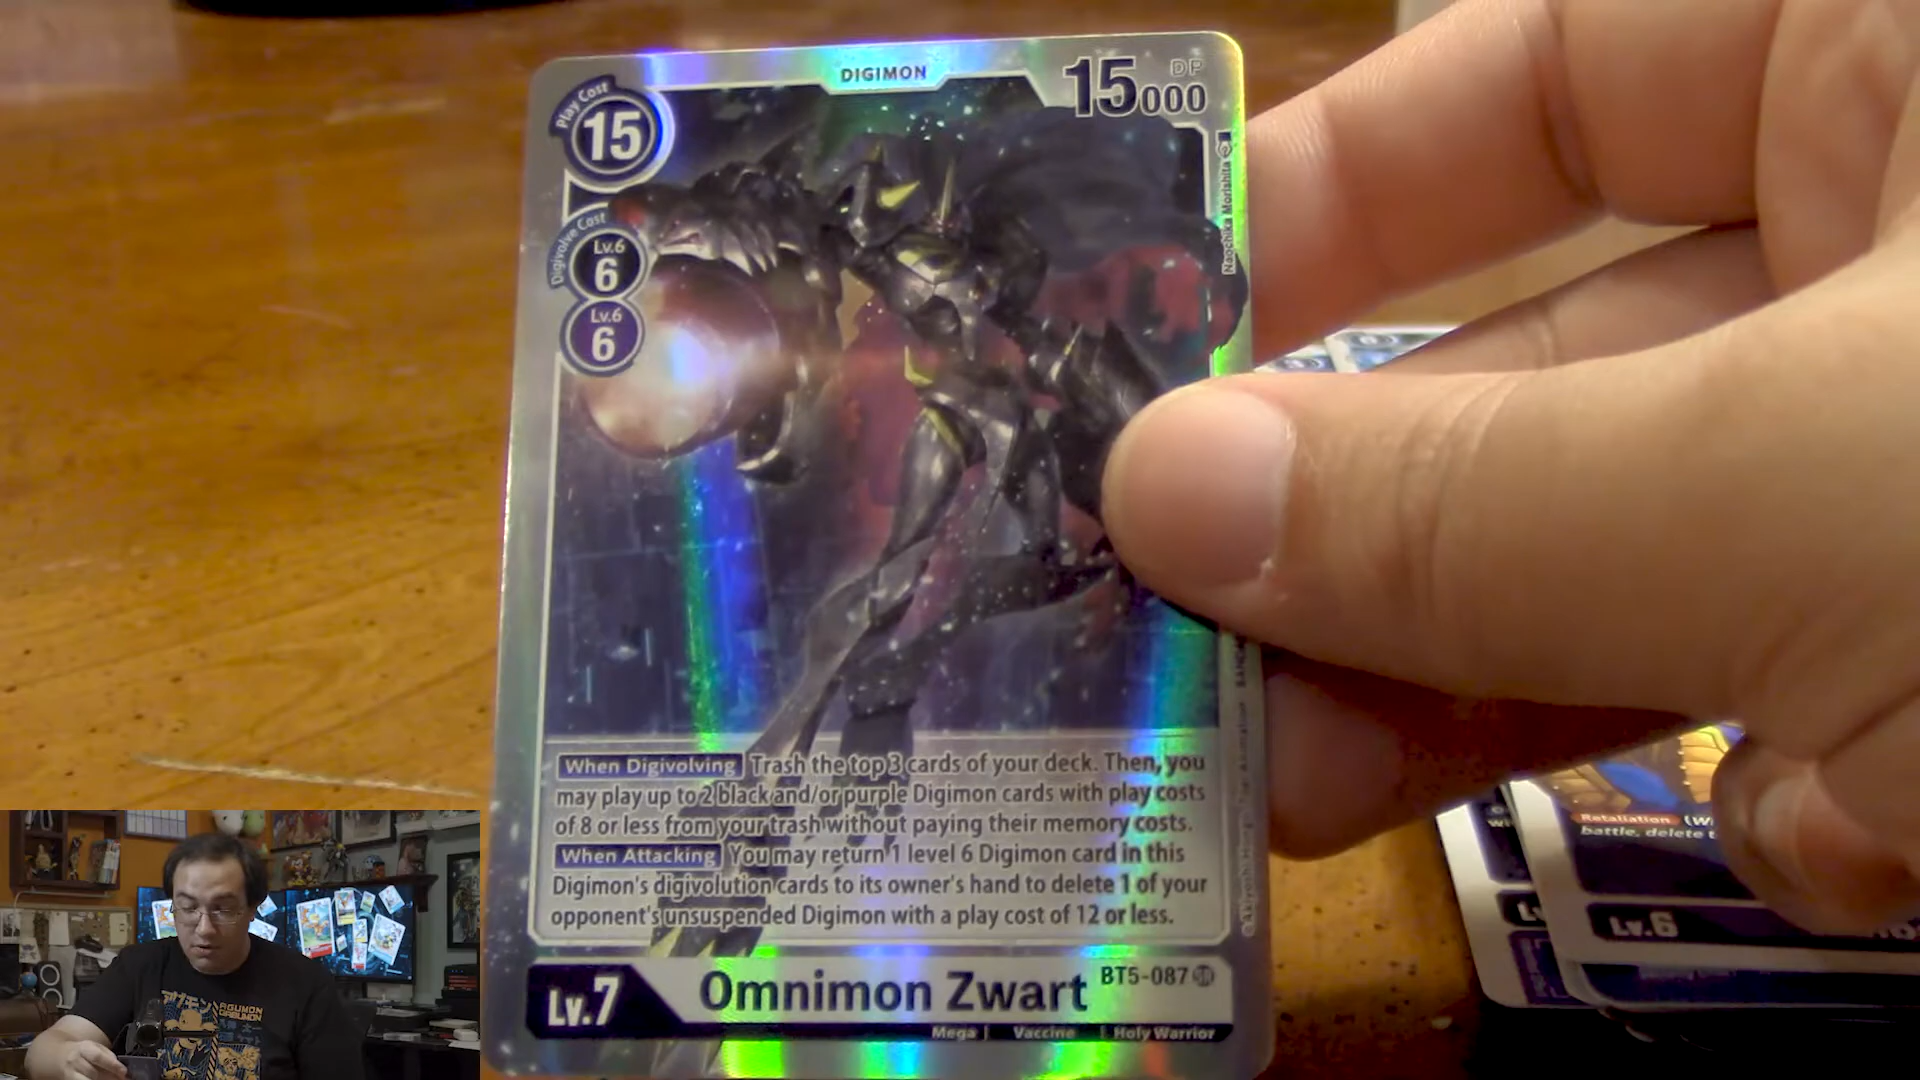 DIGIMON
DP
15000
Play Cost
15
Digivolve Cost
Lv.6
6
Lv.6
6
Naochika Morishita
When Digivolving Trash the top 3 cards of your deck. Then, you
may play up to 2 black and/or purple Digimon cards with play costs
of 8 or less from your trash without paying their memory costs.
When Attacking You may return 1 level 6 Digimon card in this
Digimon's digivolution cards to its owner's hand to delete 1 of your
opponent's unsuspended Digimon with a play cost of 12 or less.
Lv.7
Omnimon Zwart
BT5-087 SR
Mega | Vaccine | Holy Warrior
Retaliation
battle, delete
Lv.6
AGUMON
GABUMON